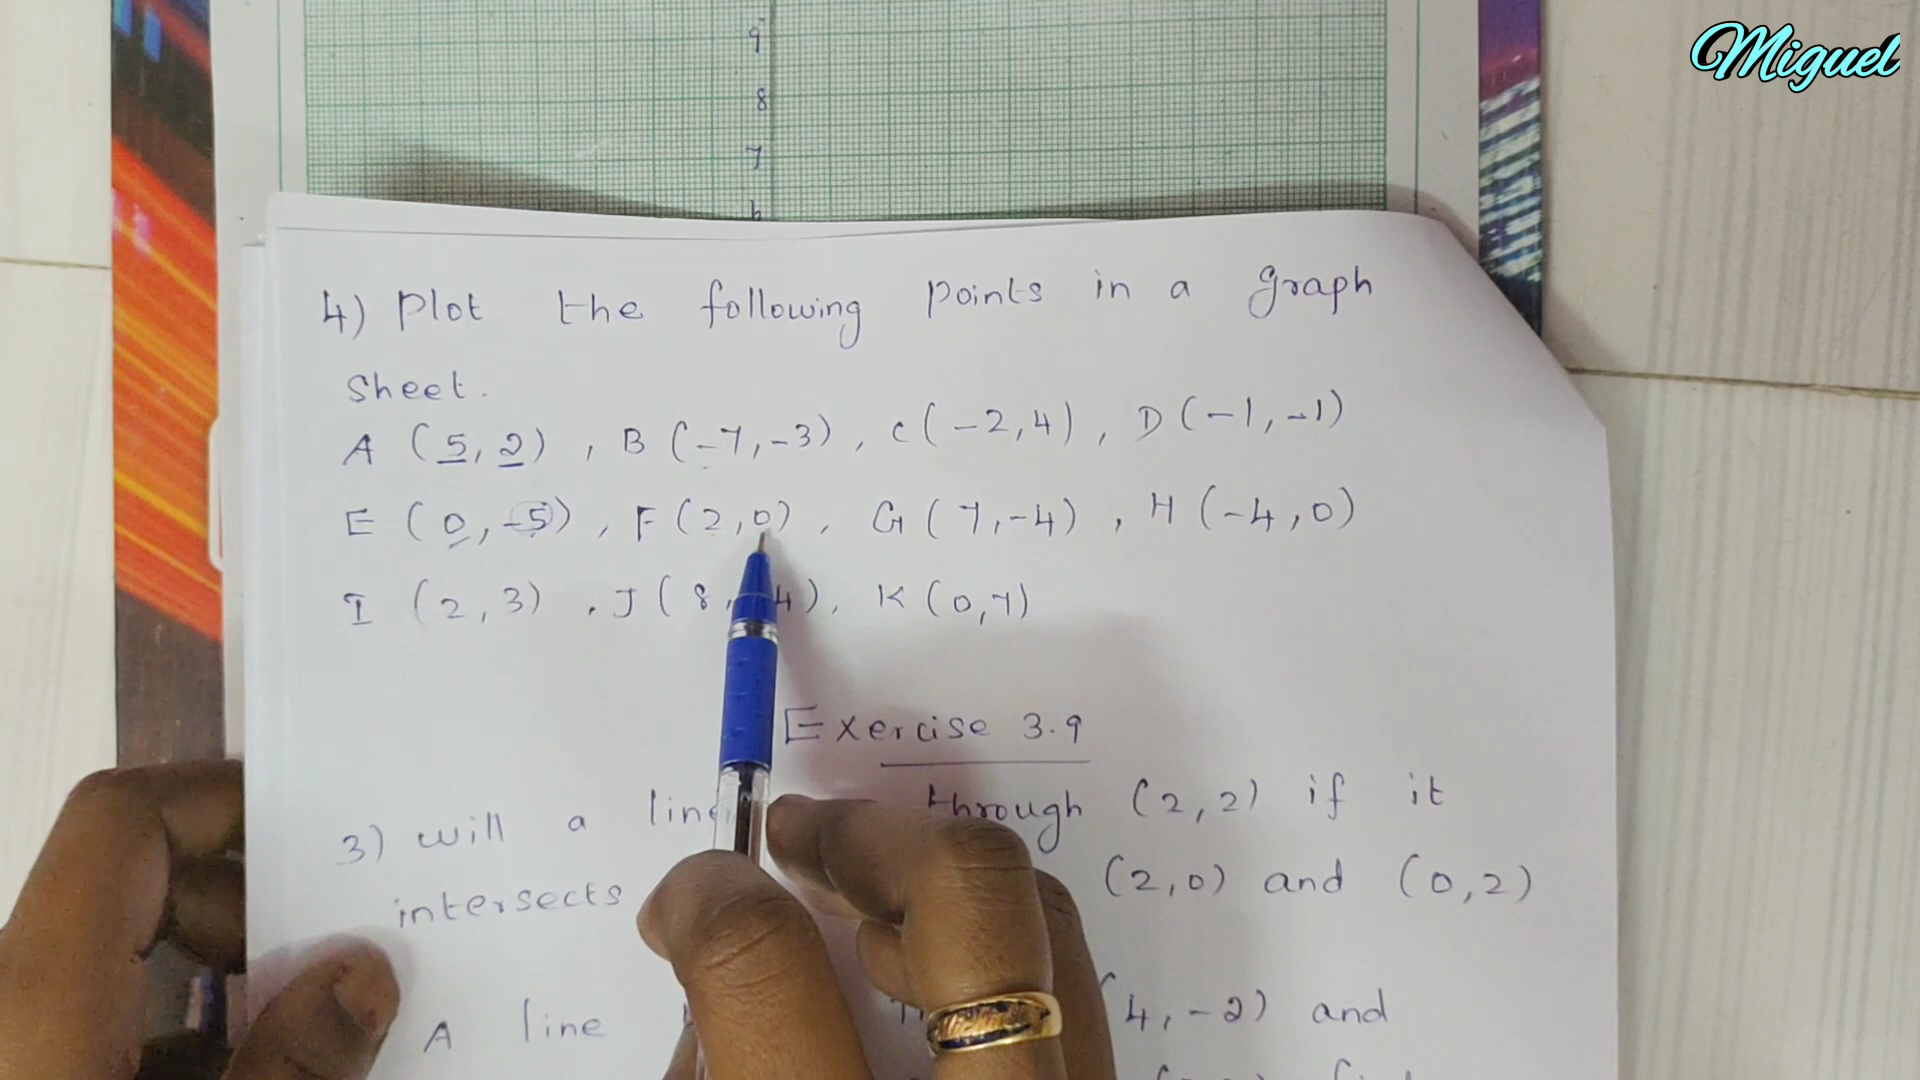 Miguel
9
8
7
6
4) Plot the following points in a graph
Sheet.
A (5, 2) , B (-7, -3) , C (-2, 4) , D (-1, -1)
E (0, -5) , F (2, 0) , G (7, -4) , H (-4, 0)
I (2, 3) , J (8, 4) , K (0, 7)
Exercise 3.9
3) will a line through (2, 2) if it
intersects (2, 0) and (0, 2)
A line 4, -2) and